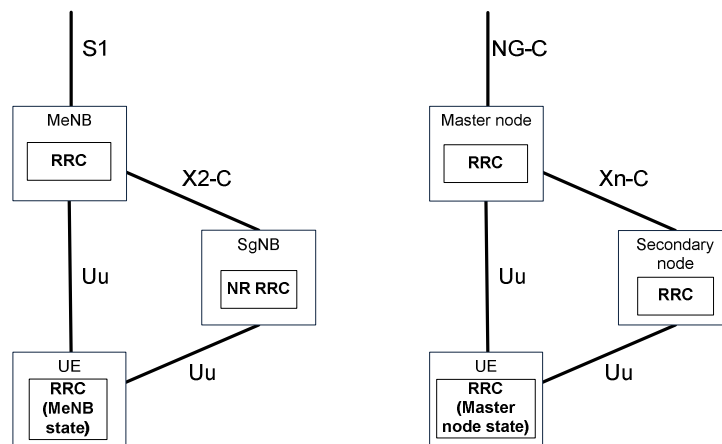 S1
MeNB
RRC
X2-C
SgNB
NR RRC
Uu
Uu
UE
RRC
(MeNB
state)
NG-C
Master node
RRC
Xn-C
Secondary
node
RRC
Uu
Uu
UE
RRC
(Master
node state)